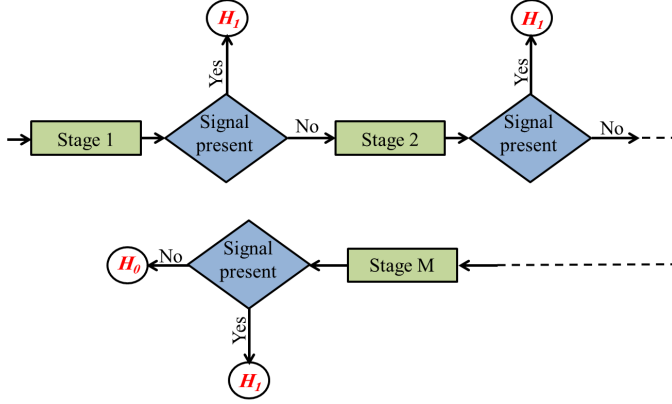 H1
H1
Yes
Yes
Stage 1
Signal
present
No
Stage 2
Signal
present
No
H0
No
Signal
present
Stage M
Yes
H1